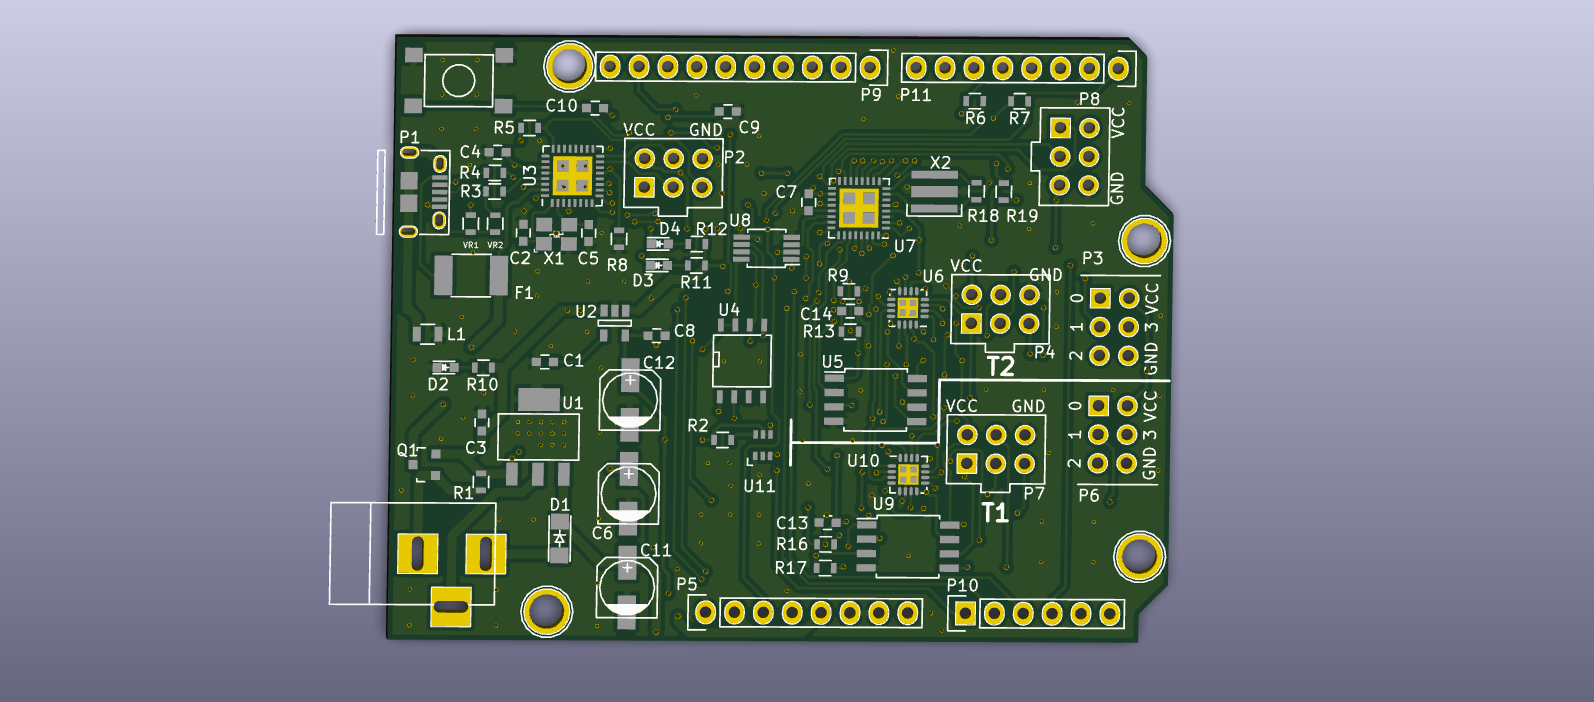 P9 P11
C10 P8
R6 R7
VCC
R5 VCC GND C9
P1
C4 P2
R4 U3 X2
R3 C7 GND
R18 R19
U8
VR1 VR2 D4 R12
C2 X1 C5 R8 U7
P3
D3 R11
VCC GND
R9 U6
F1
0 VCC
U2 U4 C14
L1 C8 R13 1 3
P4
C1 C12 U5 T2 2 GND
D2 R10
U1 VCC GND 0 VCC
C3 R2 1 3
Q1 U10 2 GND
R1 U11 P7 P6
D1 U9 T1
C6 C13
C11 R16
R17
P5 P10